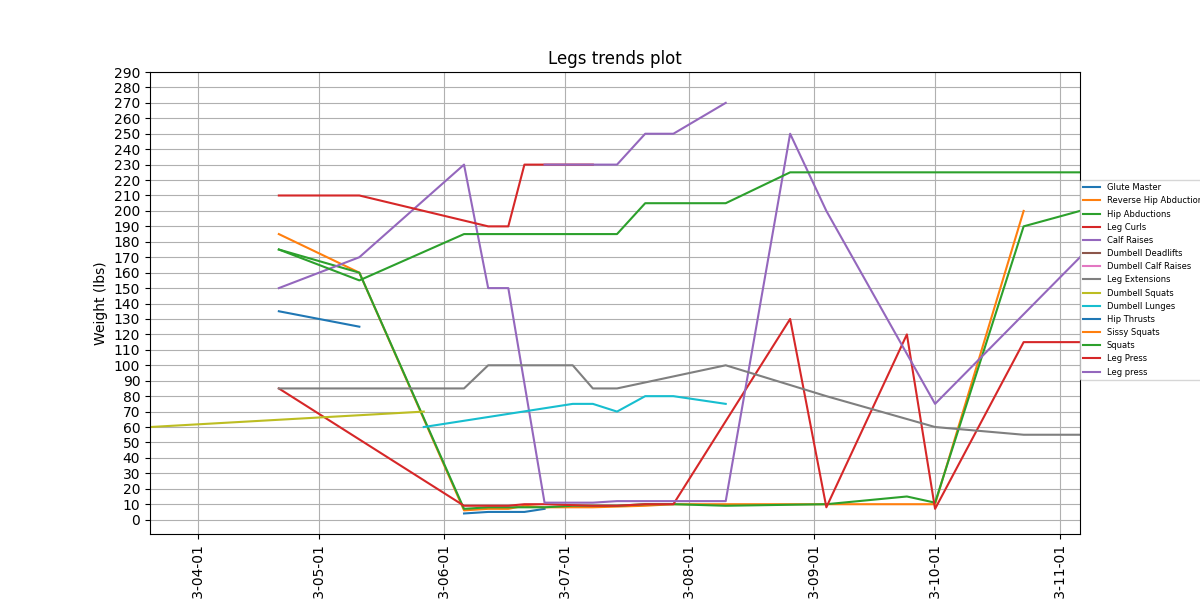 Legs trends plot
Weight (lbs)
290
280
270
260
250
240
230
220
210
200
190
180
170
160
150
140
130
120
110
100
90
80
70
60
50
40
30
20
10
0
3-04-01
3-05-01
3-06-01
3-07-01
3-08-01
3-09-01
3-10-01
3-11-01
Glute Master
Reverse Hip Abduction
Hip Abductions
Leg Curls
Calf Raises
Dumbell Deadlifts
Dumbell Calf Raises
Leg Extensions
Dumbell Squats
Dumbell Lunges
Hip Thrusts
Sissy Squats
Squats
Leg Press
Leg press